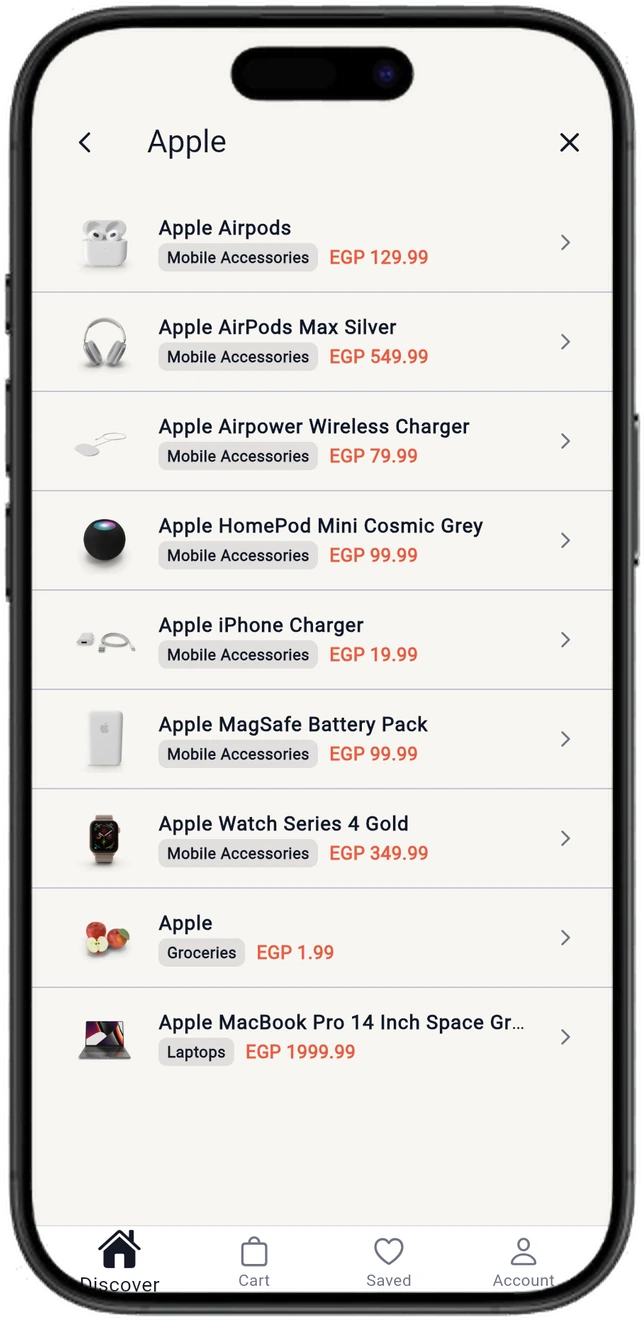 Apple
Apple Airpods
Mobile Accessories EGP 129.99
Apple AirPods Max Silver
Mobile Accessories EGP 549.99
Apple Airpower Wireless Charger
Mobile Accessories EGP 79.99
Apple HomePod Mini Cosmic Grey
Mobile Accessories EGP 99.99
Apple iPhone Charger
Mobile Accessories EGP 19.99
Apple MagSafe Battery Pack
Mobile Accessories EGP 99.99
Apple Watch Series 4 Gold
Mobile Accessories EGP 349.99
Apple
Groceries EGP 1.99
Apple MacBook Pro 14 Inch Space Gr...
Laptops EGP 1999.99
Discover Cart Saved Account